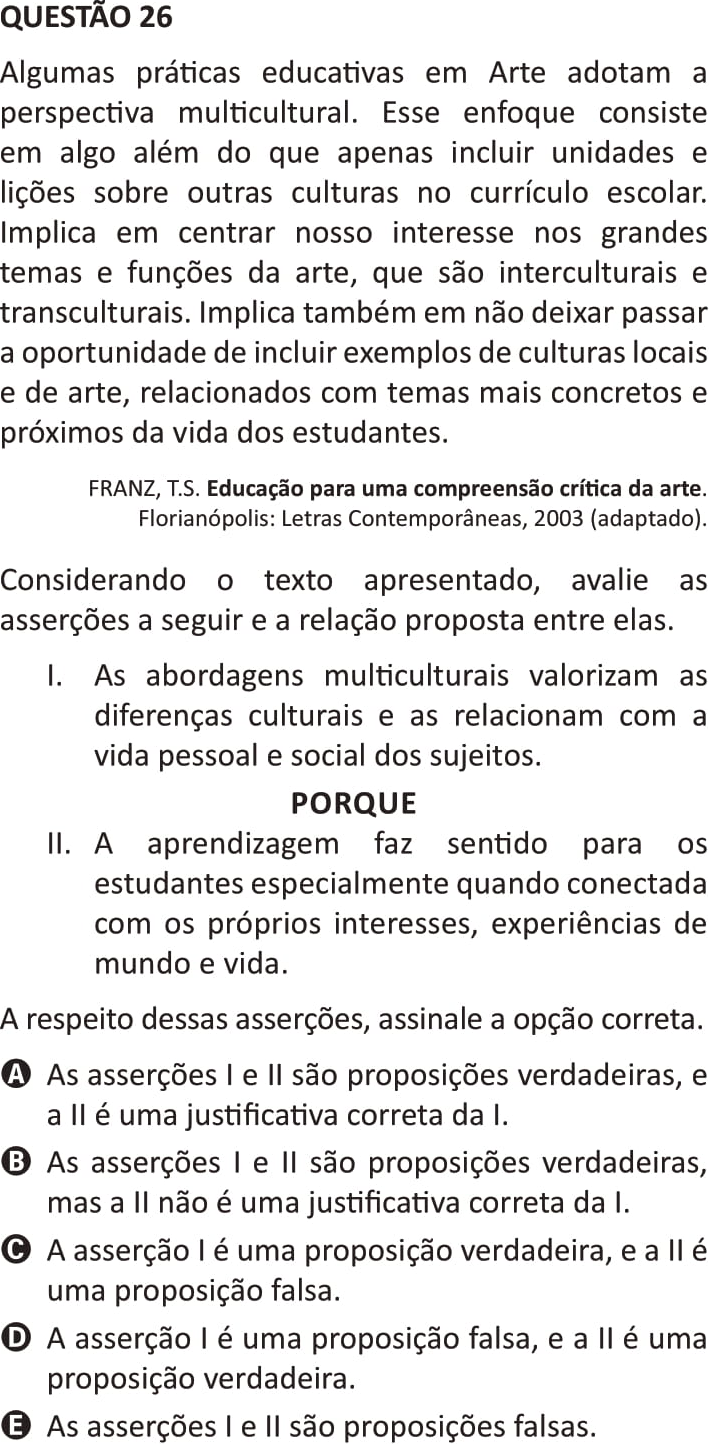 QUESTÃO 26
Algumas práticas educativas em Arte adotam a
perspectiva multicultural. Esse enfoque consiste
em algo além do que apenas incluir unidades e
lições sobre outras culturas no currículo escolar.
Implica em centrar nosso interesse nos grandes
temas e funções da arte, que são interculturais e
transculturais. Implica também em não deixar passar
a oportunidade de incluir exemplos de culturas locais
e de arte, relacionados com temas mais concretos e
próximos da vida dos estudantes.
FRANZ, T.S. Educação para uma compreensão crítica da arte.
Florianópolis: Letras Contemporâneas, 2003 (adaptado).
Considerando o texto apresentado, avalie as
asserções a seguir e a relação proposta entre elas.
I. As abordagens multiculturais valorizam as
diferenças culturais e as relacionam com a
vida pessoal e social dos sujeitos.
PORQUE
II. A aprendizagem faz sentido para os
estudantes especialmente quando conectada
com os próprios interesses, experiências de
mundo e vida.
A respeito dessas asserções, assinale a opção correta.
A As asserções I e II são proposições verdadeiras, e
a II é uma justificativa correta da I.
B As asserções I e II são proposições verdadeiras,
mas a II não é uma justificativa correta da I.
C A asserção I é uma proposição verdadeira, e a II é
uma proposição falsa.
D A asserção I é uma proposição falsa, e a II é uma
proposição verdadeira.
E As asserções I e II são proposições falsas.